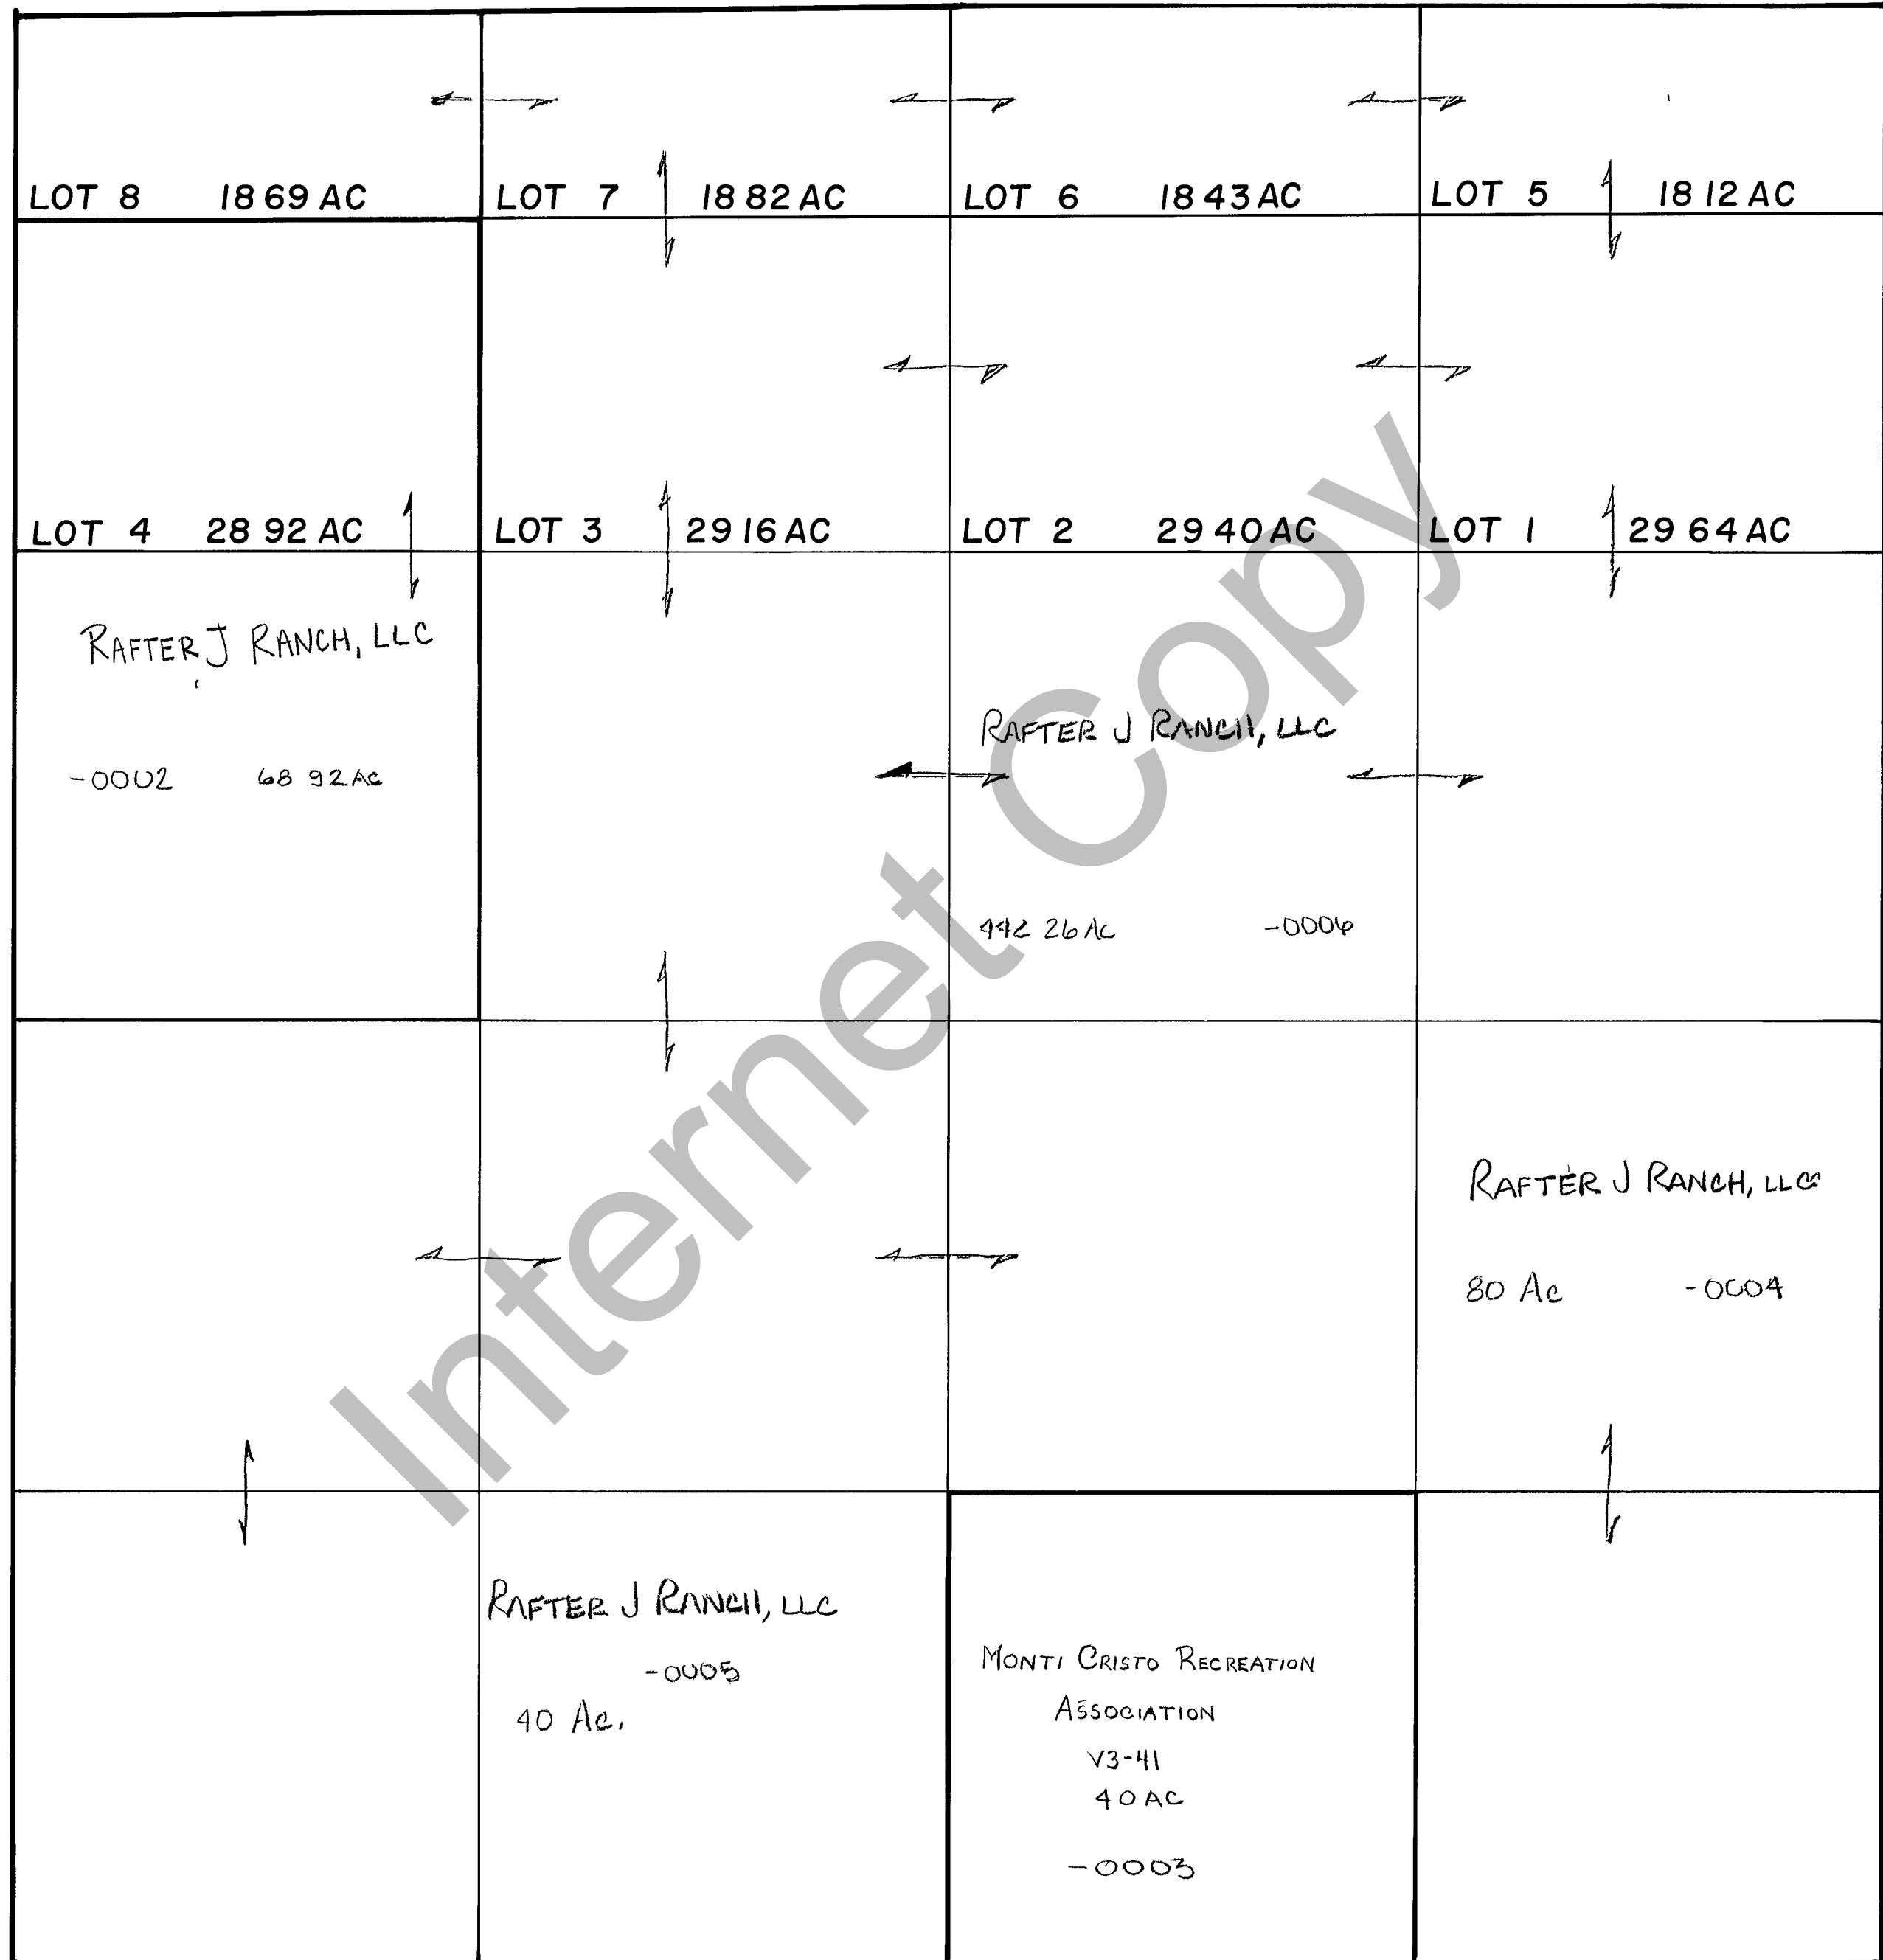 LOT 8 18 69 AC
LOT 7 18 82 AC
LOT 6 18 43 AC
LOT 5 18 12 AC
LOT 4 28 92 AC
LOT 3 29 16 AC
LOT 2 29 40 AC
LOT 1 29 64 AC
RAFTER J RANCH, LLC
-0002 68 92 AC
RAFTER J RANCH, LLC
442 26 AC -0006
RAFTER J RANCH, LLC
80 Ac -0004
RAFTER J RANCH, LLC
-0005
40 Ac.
MONTI CRISTO RECREATION
ASSOCIATION
V3-41
40 AC
-0003
Internet Copy